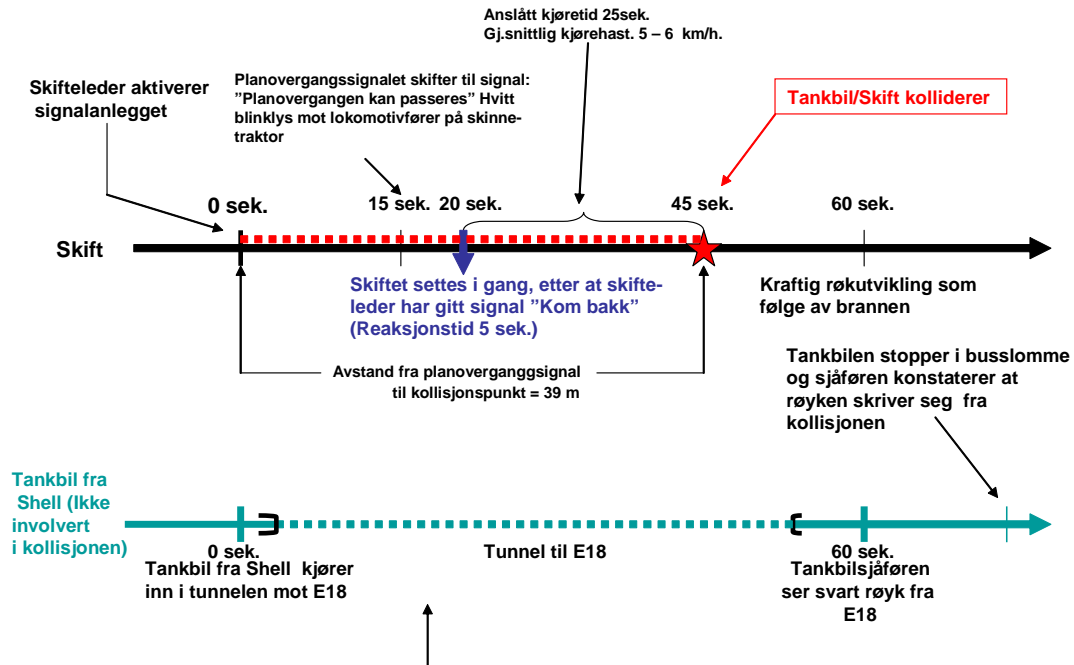 Anslått kjøretid 25sek.
Gj.snittlig kjørehast. 5 – 6 km/h.
Skifteleder aktiverer
signalanlegget
Planovergangssignalet skifter til signal:
”Planovergangen kan passeres” Hvitt
blinklys mot lokomotivfører på skinne-
traktor
Tankbil/Skift kolliderer
0 sek.
15 sek.
20 sek.
45 sek.
60 sek.
Skift
Skiftet settes i gang, etter at skifte-
leder har gitt signal ”Kom bakk”
(Reaksjonstid 5 sek.)
Kraftig røkutvikling som
følge av brannen
Avstand fra planoverganggsignal
til kollisjonspunkt = 39 m
Tankbilen stopper i busslomme
og sjåføren konstaterer at
røyken skriver seg fra
kollisjonen
Tankbil fra
Shell (Ikke
involvert
i kollisjonen)
0 sek.
Tankbil fra Shell kjører
inn i tunnelen mot E18
Tunnel til E18
60 sek.
Tankbilsjåføren
ser svart røyk fra
E18